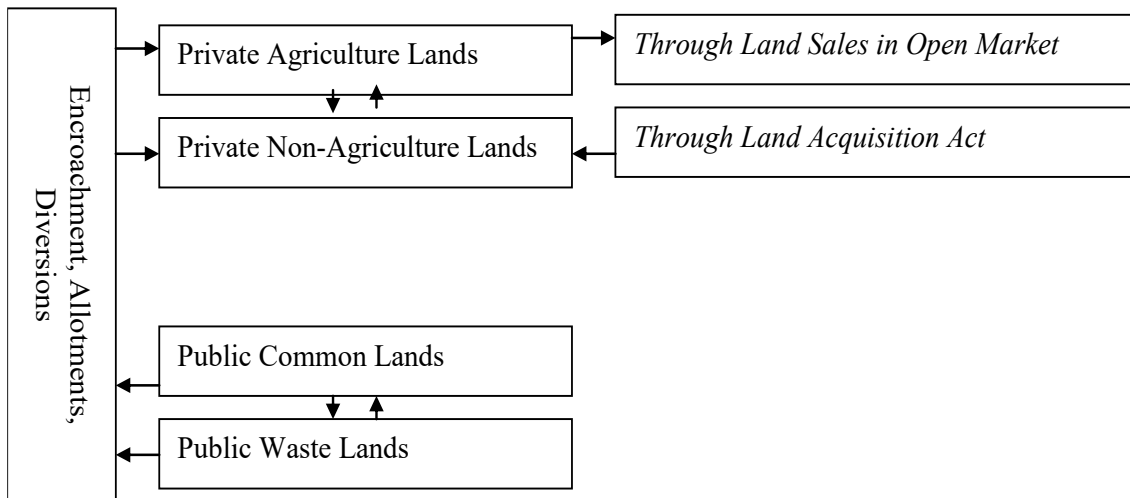 Encroachment, Allotments,
Diversions
Private Agriculture Lands
Through Land Sales in Open Market
Private Non-Agriculture Lands
Through Land Acquisition Act
Public Common Lands
Public Waste Lands